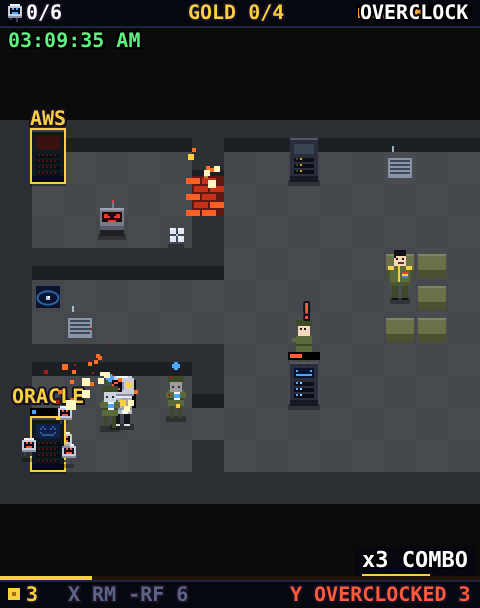 0/6 GOLD 0/4 OVERCLOCK
03:09:35 AM
AWS
!
ORACLE
x3 COMBO
3 X RM -RF 6 Y OVERCLOCKED 3